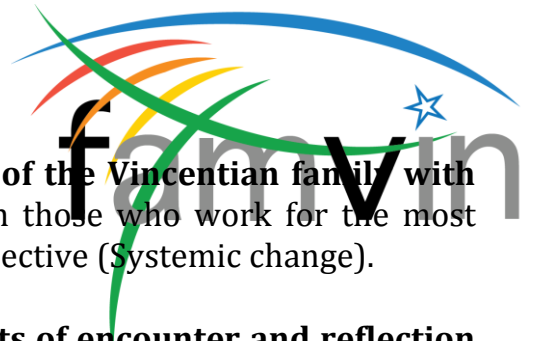 famvin
of the Vincentian family with
n those who work for the most
ective (Systemic change).
ts of encounter and reflection